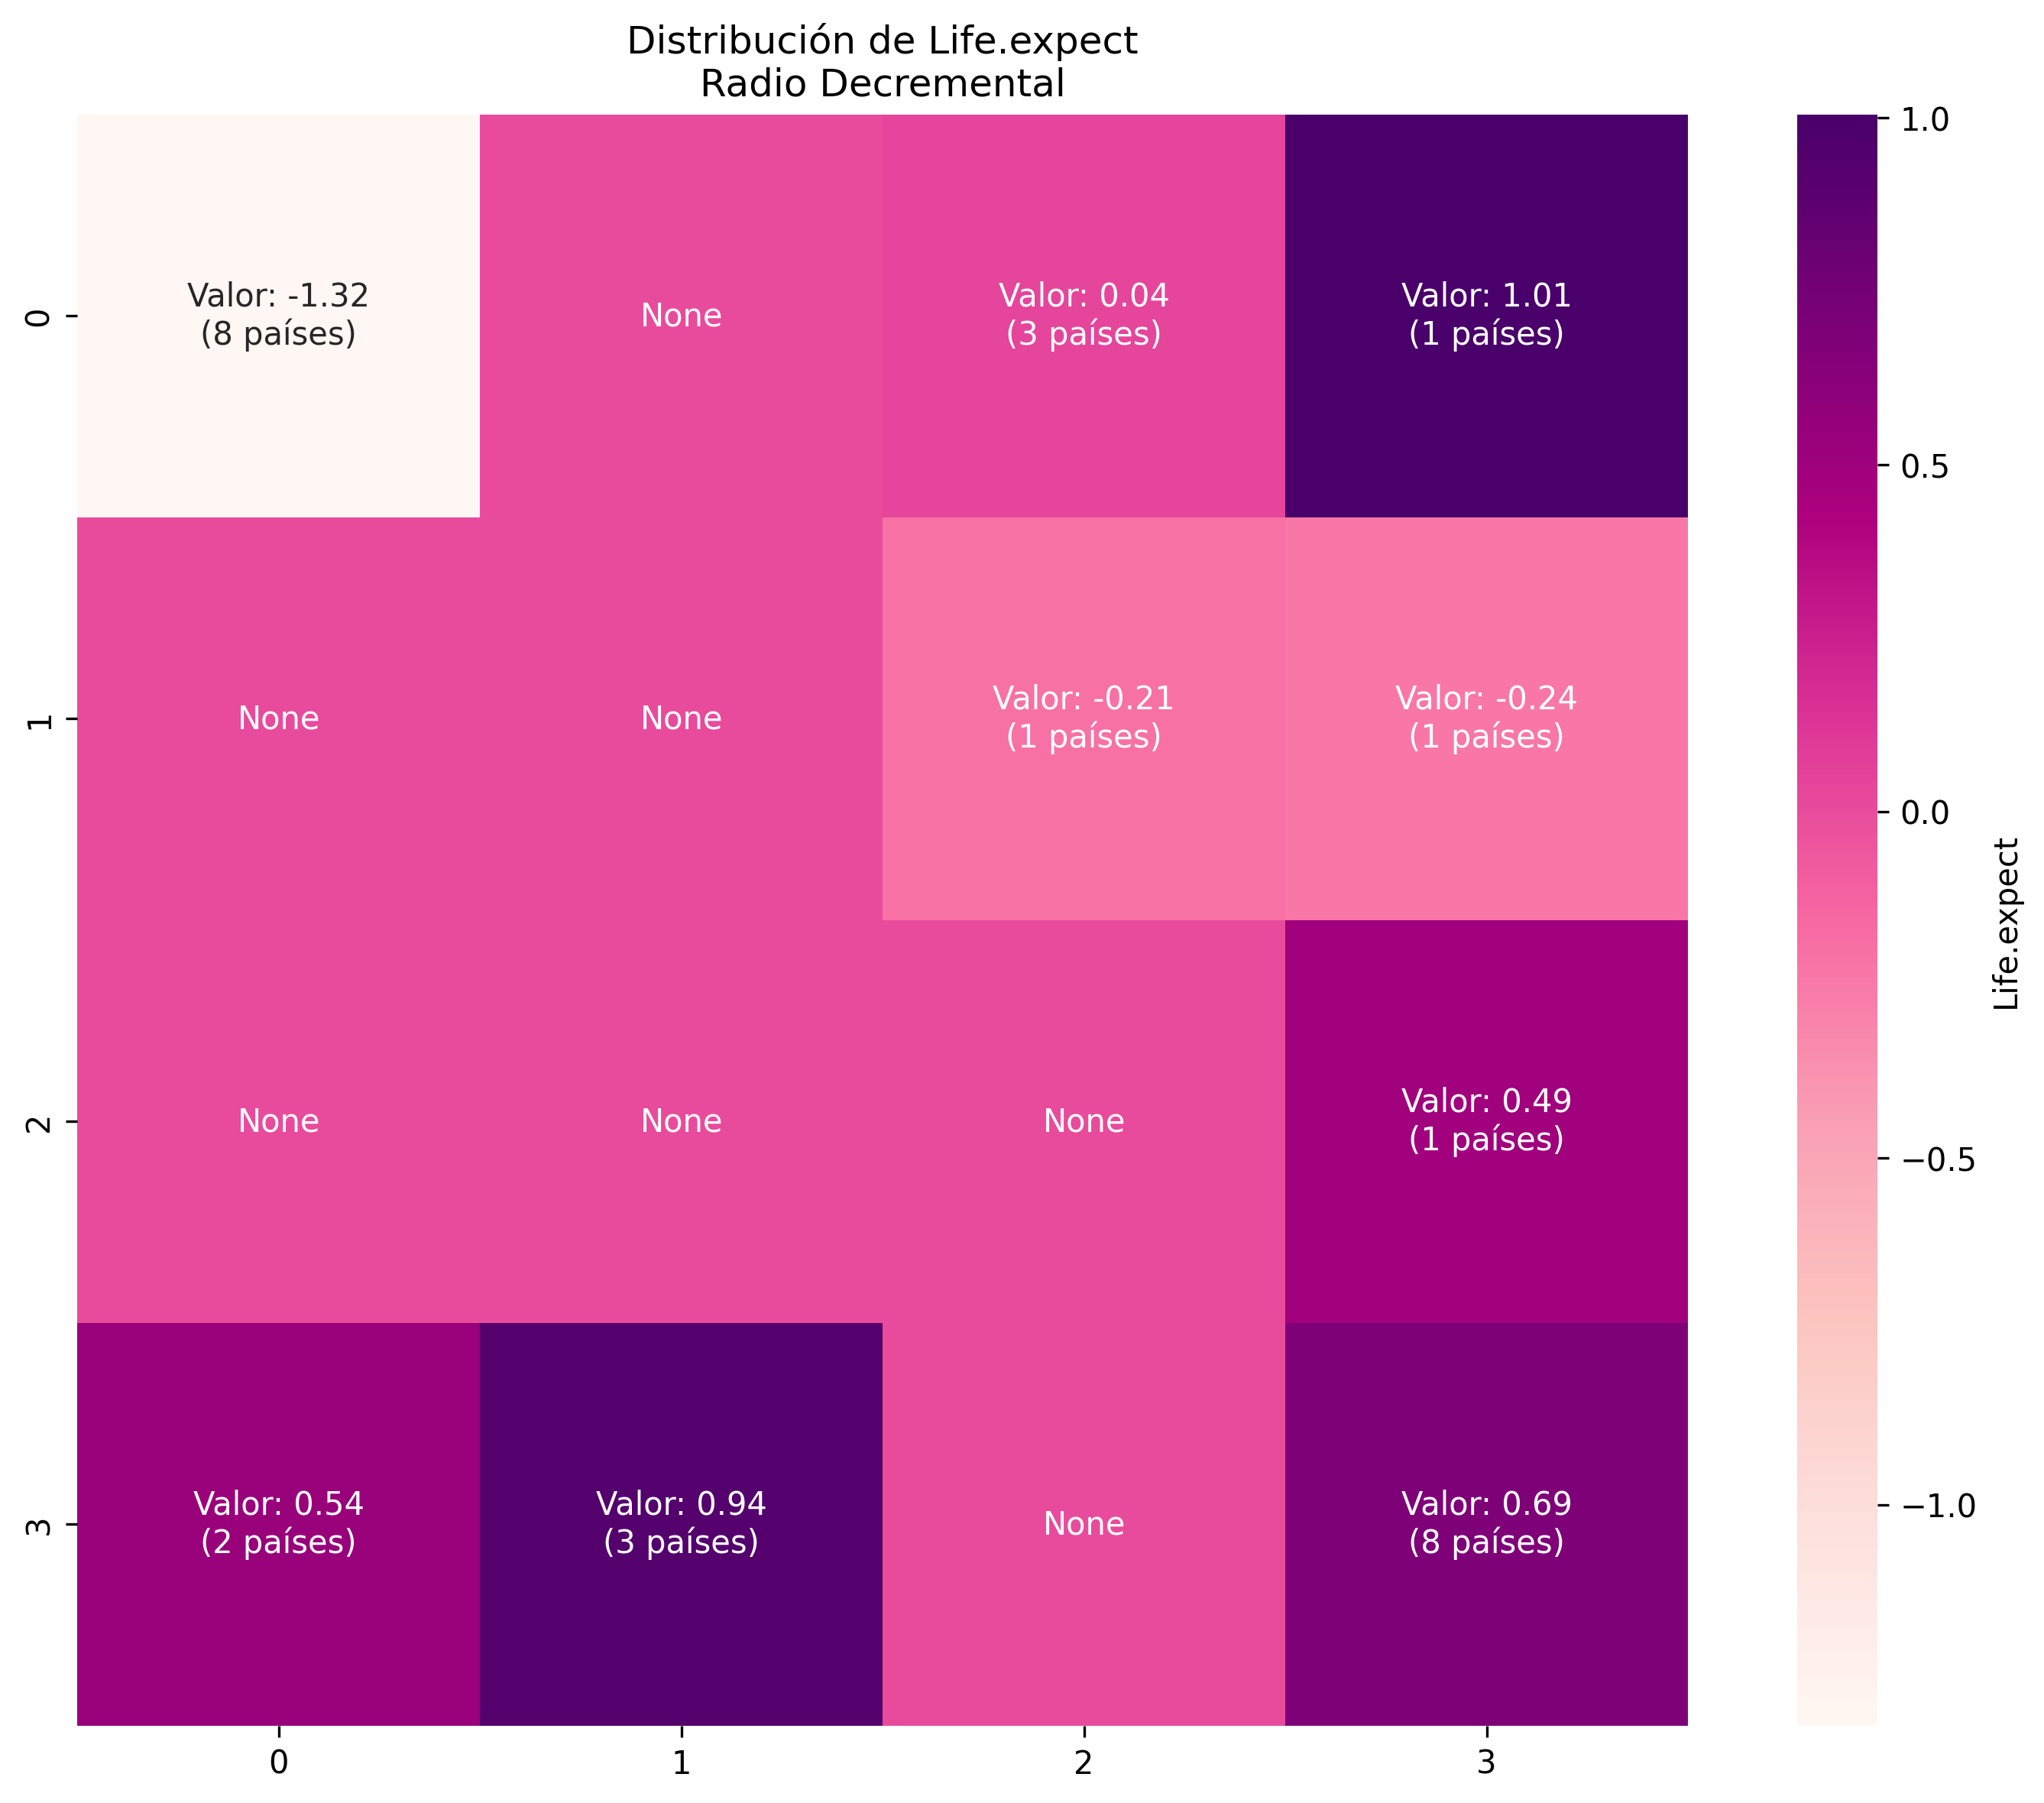 Distribución de Life.expect
Radio Decremental
0
Valor: -1.32
(8 países)
None
Valor: 0.04
(3 países)
Valor: 1.01
(1 países)
1
None
None
Valor: -0.21
(1 países)
Valor: -0.24
(1 países)
2
None
None
None
Valor: 0.49
(1 países)
3
Valor: 0.54
(2 países)
Valor: 0.94
(3 países)
None
Valor: 0.69
(8 países)
0
1
2
3
1.0
0.5
0.0
−0.5
−1.0
Life.expect